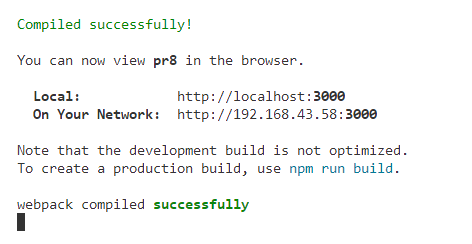 Compiled successfully!
You can now view pr8 in the browser.
Local: http://localhost:3000
On Your Network: http://192.168.43.58:3000
Note that the development build is not optimized.
To create a production build, use npm run build.
webpack compiled successfully